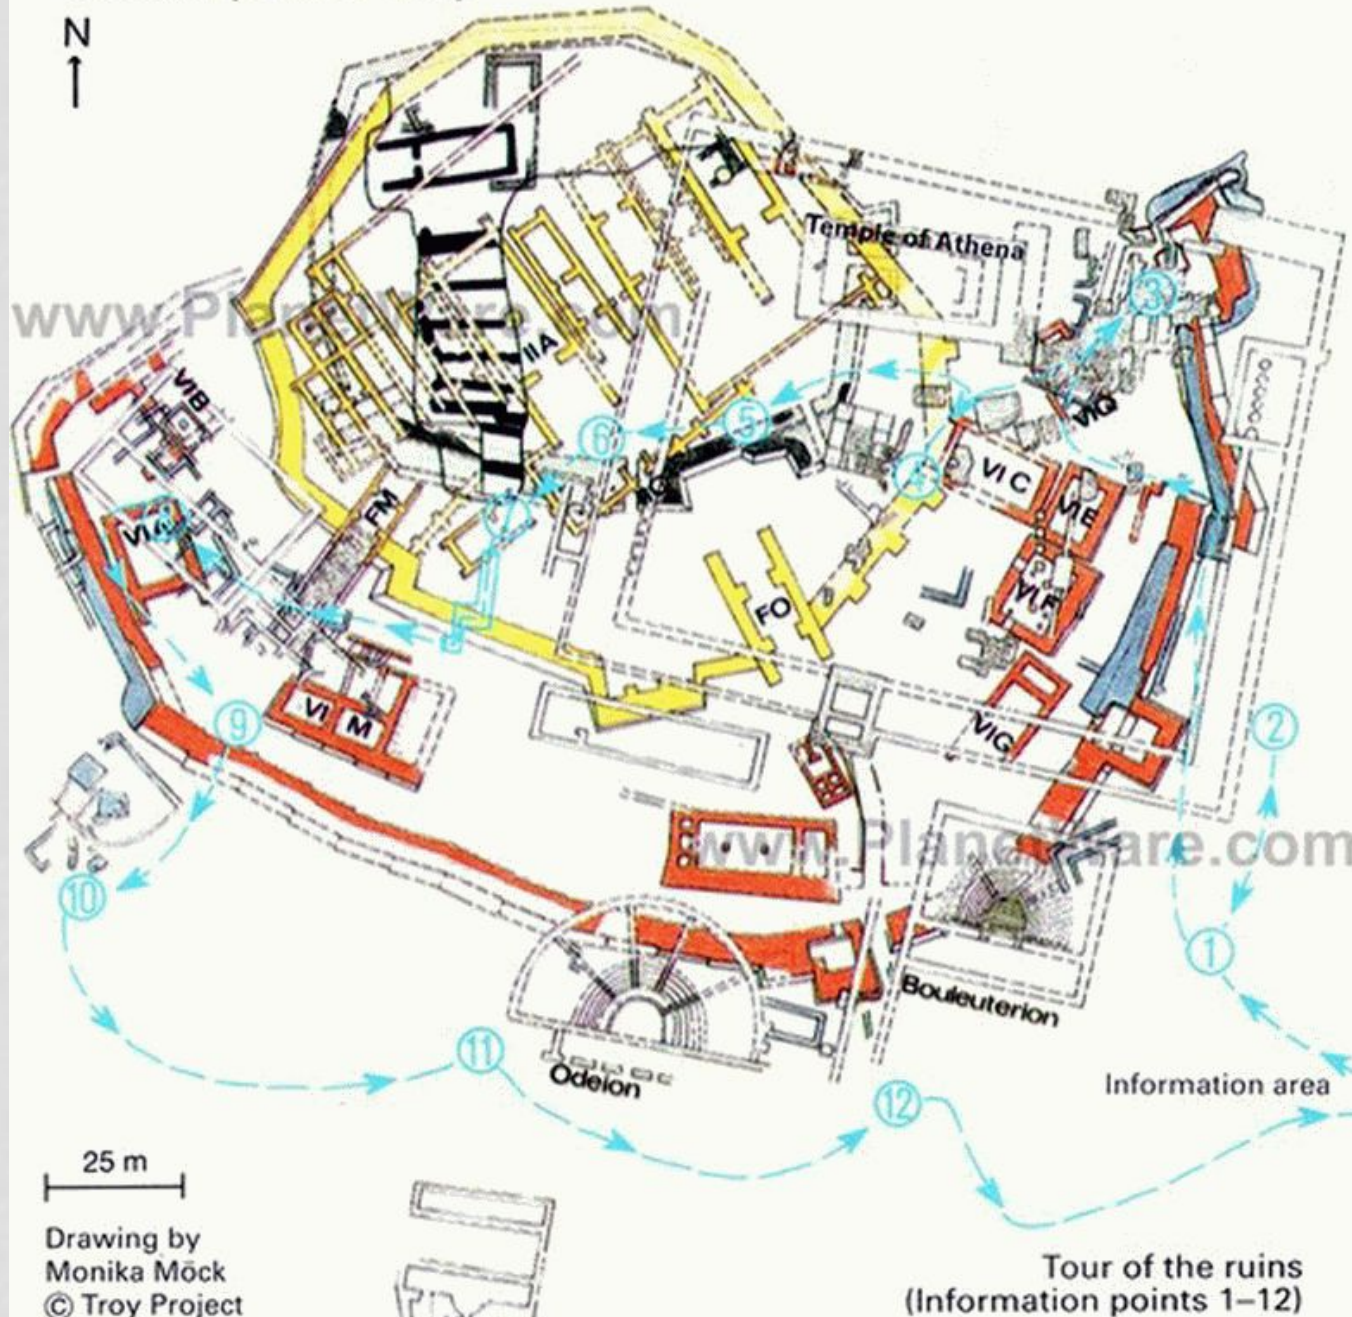 N
Temple of Athena
www.PlanetWare.com
③
IIA
VIB
⑤
⑥
VIQ
④
VI C
FM
VI E
⑦
VI F
FO
⑨
VI M
VIG
②
www.PlanetWare.com
⑩
①
Bouleuterion
⑪
Odeion
Information area
⑫
25 m
Drawing by
Monika Möck
© Troy Project
Tour of the ruins
(Information points 1–12)